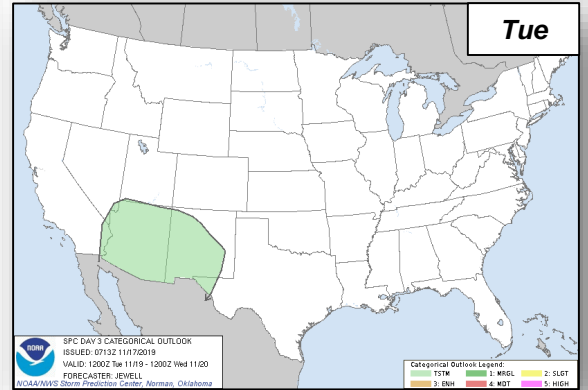 Tue
NOAA
SPC DAY 3 CATEGORICAL OUTLOOK
ISSUED: 0713Z 11/17/2019
VALID: 1200Z Tue 11/19 - 1200Z Wed 11/20
FORECASTER: JEWELL
NOAA/NWS Storm Prediction Center, Norman, Oklahoma
Categorical Outlook Legend:
TSTM 1: MRGL 2: SLGT
3: ENH 4: MDT 5: HIGH